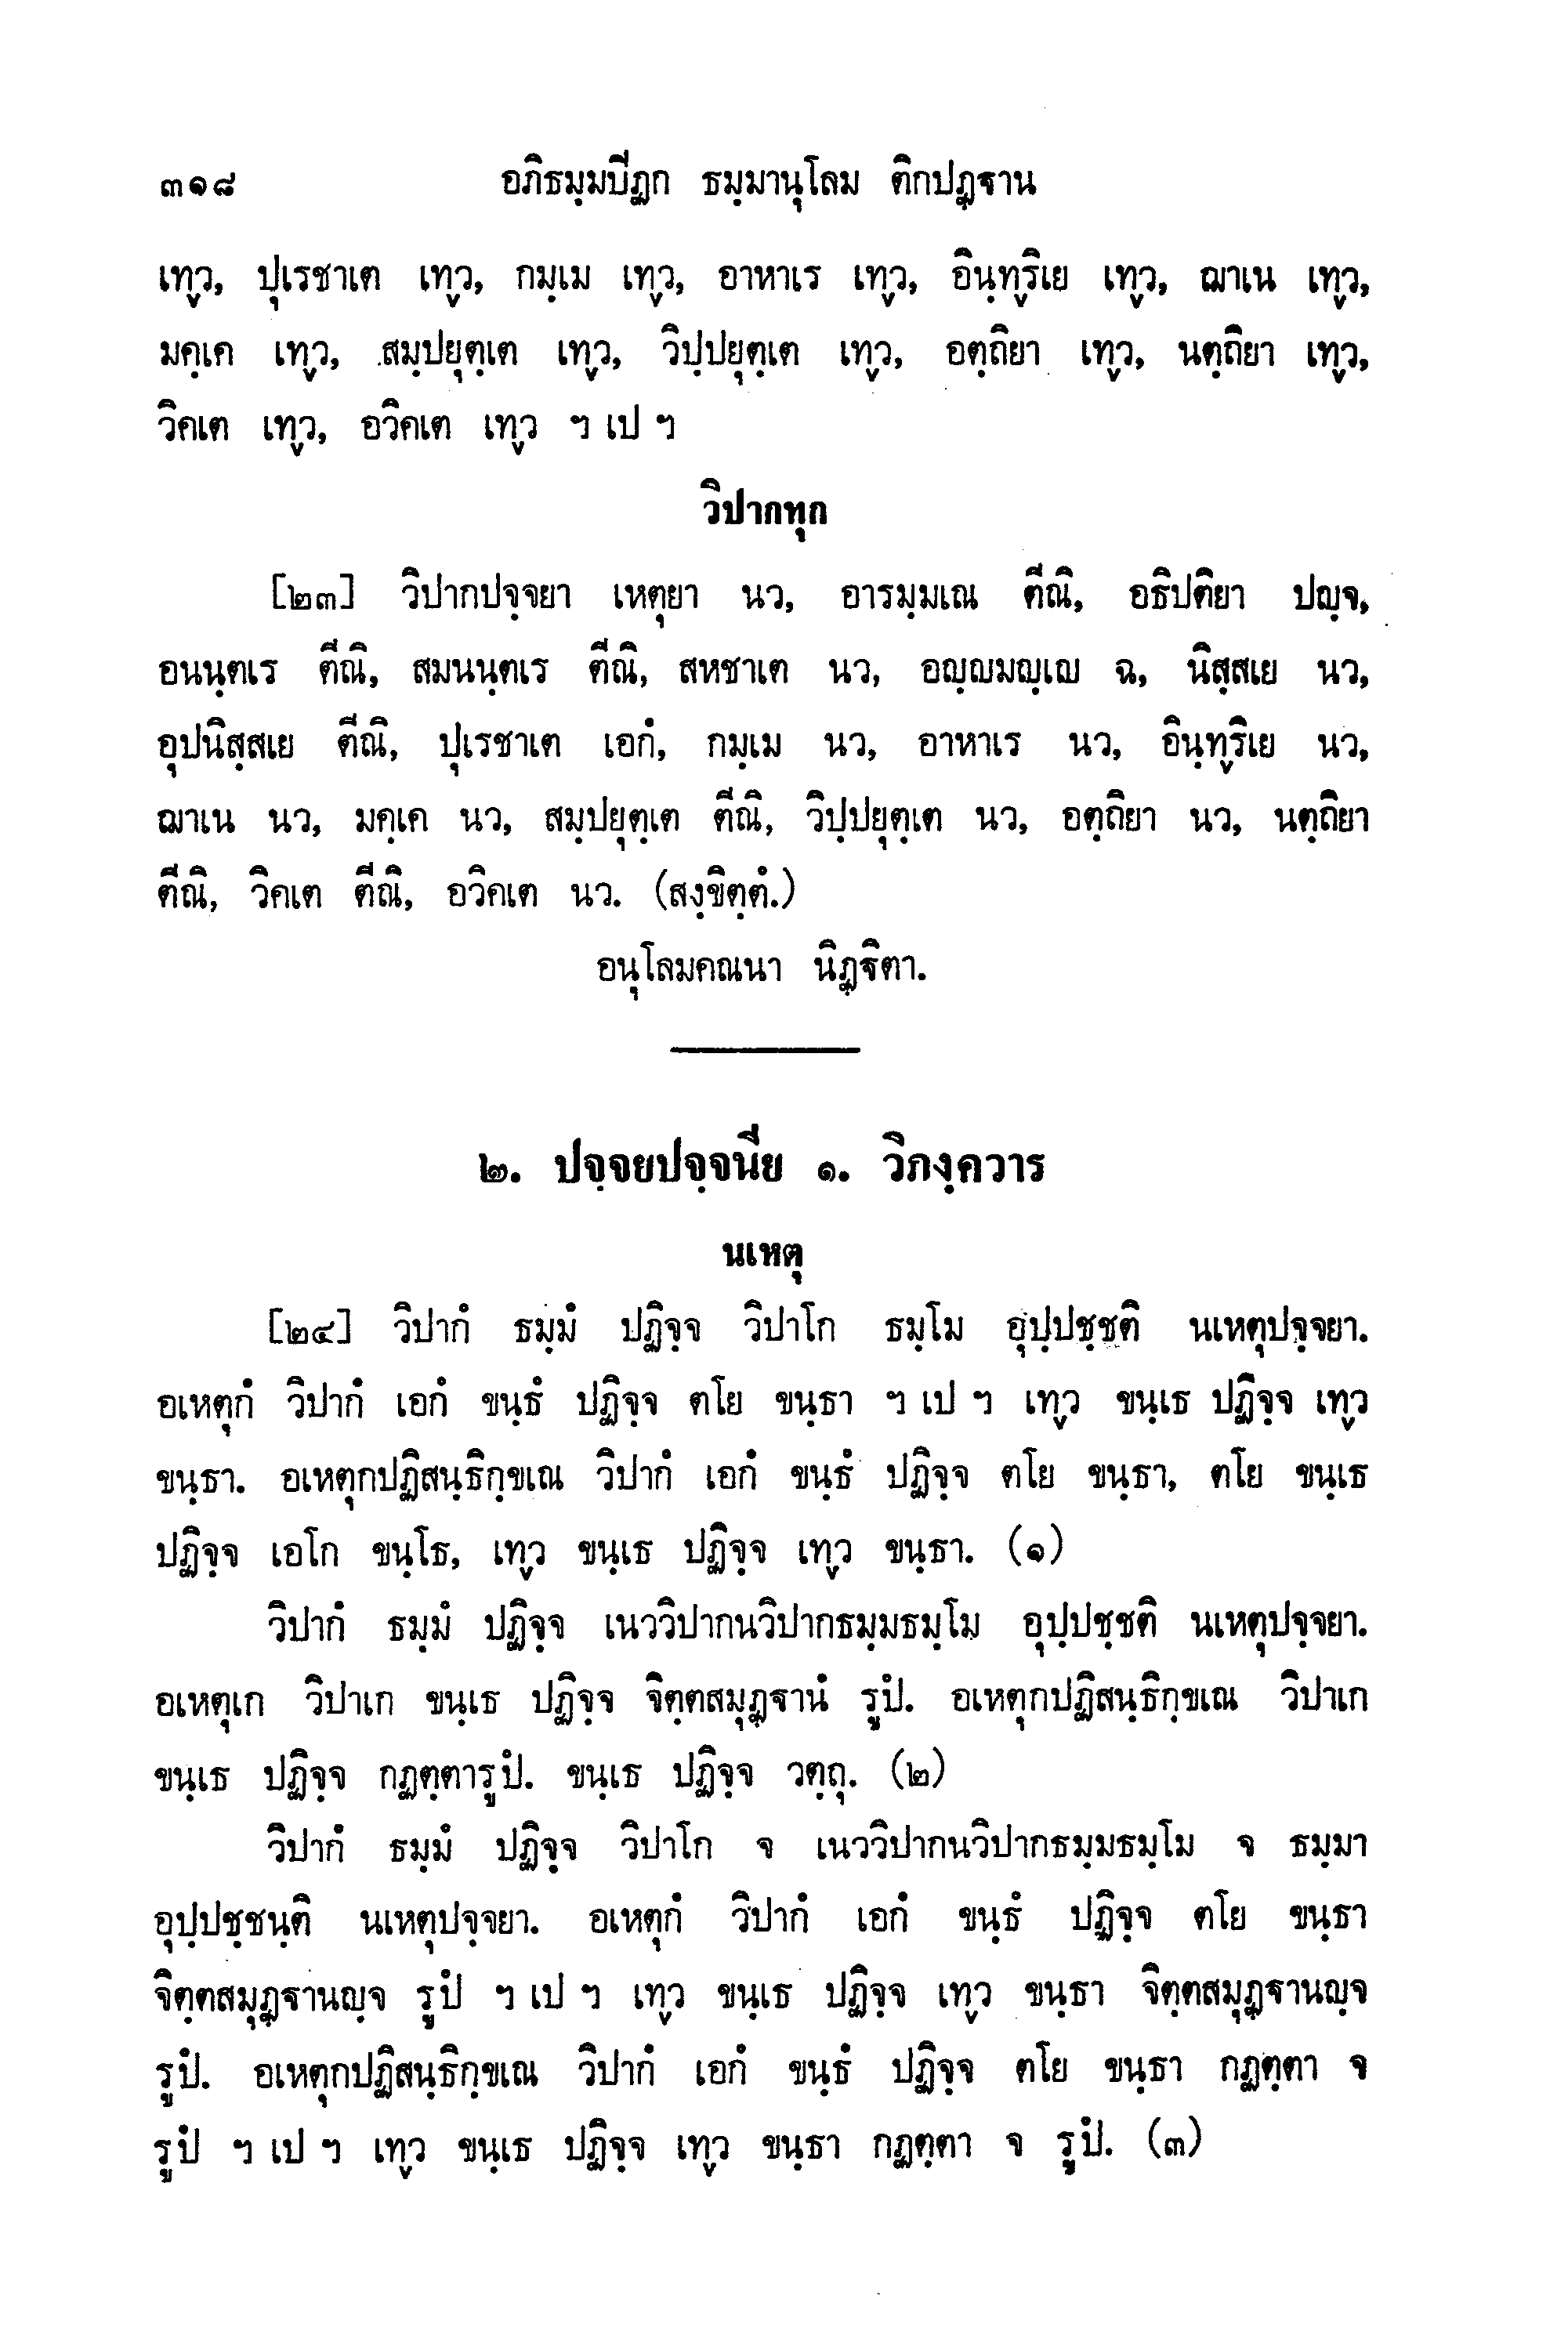 ๓๑๘ อภิธมฺมปีฏก ธมฺมานุโลม ติกปฏฺฐาน
เทฺว, ปุเรชาเต เทฺว, กมฺเม เทฺว, อาหาเร เทฺว, อินฺทฺริเย เทฺว, ฌาเน เทฺว,
มคฺเค เทฺว, สมฺปยุตฺเต เทฺว, วิปฺปยุตฺเต เทฺว, อตฺถิยา เทฺว, นตฺถิยา เทฺว,
วิคเต เทฺว, อวิคเต เทฺว ฯ เป ฯ
วิปากทุก
[๒๓] วิปากปจฺจยา เหตุยา นว, อารมฺมเณ ตีณิ, อธิปติยา ปญฺจ,
อนนฺตเร ตีณิ, สมนนฺตเร ตีณิ, สหชาเต นว, อญฺญมญฺเญ ฉ, นิสฺสเย นว,
อุปนิสฺสเย ตีณิ, ปุเรชาเต เอกํ, กมฺเม นว, อาหาเร นว, อินฺทฺริเย นว,
ฌาเน นว, มคฺเค นว, สมฺปยุตฺเต ตีณิ, วิปฺปยุตฺเต นว, อตฺถิยา นว, นตฺถิยา
ตีณิ, วิคเต ตีณิ, อวิคเต นว. (สงฺขิตฺตํ.)
อนุโลมคณนา นิฏฺฐิตา.
๒. ปจฺจยปจฺจนีย ๑. วิภงฺควาร
นเหตุ
[๒๔] วิปากํ ธมฺมํ ปฏิจฺจ วิปาโก ธมฺโม อุปฺปชฺชติ นเหตุปจฺจยา.
อเหตุกํ วิปากํ เอกํ ขนฺธํ ปฏิจฺจ ตโย ขนฺธา ฯ เป ฯ เทฺว ขนฺเธ ปฏิจฺจ เทฺว
ขนฺธา. อเหตุกปฏิสนฺธิกฺขเณ วิปากํ เอกํ ขนฺธํ ปฏิจฺจ ตโย ขนฺธา, ตโย ขนฺเธ
ปฏิจฺจ เอโก ขนฺโธ, เทฺว ขนฺเธ ปฏิจฺจ เทฺว ขนฺธา. (๑)
วิปากํ ธมฺมํ ปฏิจฺจ เนววิปากนวิปากธมฺมธมฺโม อุปฺปชฺชติ นเหตุปจฺจยา.
อเหตุเก วิปาเก ขนฺเธ ปฏิจฺจ จิตฺตสมุฏฺฐานํ รูปํ. อเหตุกปฏิสนฺธิกฺขเณ วิปาเก
ขนฺเธ ปฏิจฺจ กฏตฺตารูปํ. ขนฺเธ ปฏิจฺจ วตฺถุ. (๒)
วิปากํ ธมฺมํ ปฏิจฺจ วิปาโก จ เนววิปากนวิปากธมฺมธมฺโม จ ธมฺมา
อุปฺปชฺชนฺติ นเหตุปจฺจยา. อเหตุกํ วิปากํ เอกํ ขนฺธํ ปฏิจฺจ ตโย ขนฺธา
จิตฺตสมุฏฺฐานญฺจ รูปํ ฯ เป ฯ เทฺว ขนฺเธ ปฏิจฺจ เทฺว ขนฺธา จิตฺตสมุฏฺฐานญฺจ
รูปํ. อเหตุกปฏิสนฺธิกฺขเณ วิปากํ เอกํ ขนฺธํ ปฏิจฺจ ตโย ขนฺธา กฏตฺตา จ
รูปํ ฯ เป ฯ เทฺว ขนฺเธ ปฏิจฺจ เทฺว ขนฺธา กฏตฺตา จ รูปํ. (๓)